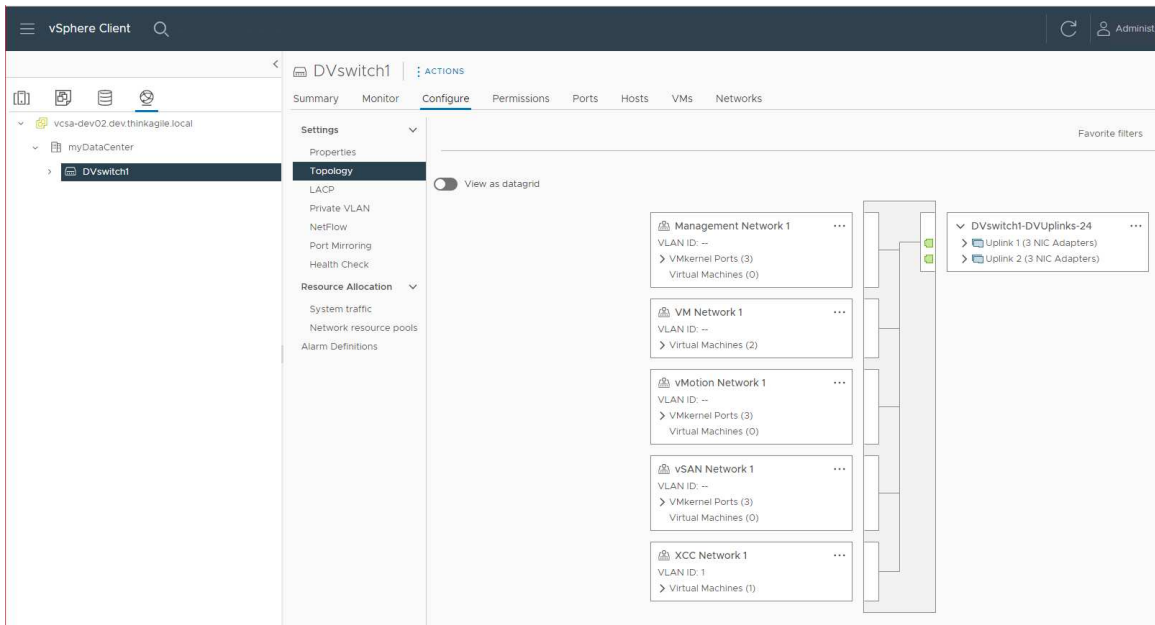 vSphere Client
Administ
DVswitch1
ACTIONS
Summary Monitor Configure Permissions Ports Hosts VMs Networks
vcsa-dev02.dev.thinkagile.local
myDataCenter
DVswitch1
Settings
Properties
Topology
LACP
Private VLAN
NetFlow
Port Mirroring
Health Check
Resource Allocation
System traffic
Network resource pools
Alarm Definitions
Favorite filters
View as datagrid
Management Network 1 ...
VLAN ID: --
VMkernel Ports (3)
Virtual Machines (0)
VM Network 1 ...
VLAN ID: --
Virtual Machines (2)
vMotion Network 1 ...
VLAN ID: --
VMkernel Ports (3)
Virtual Machines (0)
vSAN Network 1 ...
VLAN ID: --
VMkernel Ports (3)
Virtual Machines (0)
XCC Network 1 ...
VLAN ID: 1
Virtual Machines (1)
DVswitch1-DVUplinks-24 ...
Uplink 1 (3 NIC Adapters)
Uplink 2 (3 NIC Adapters)